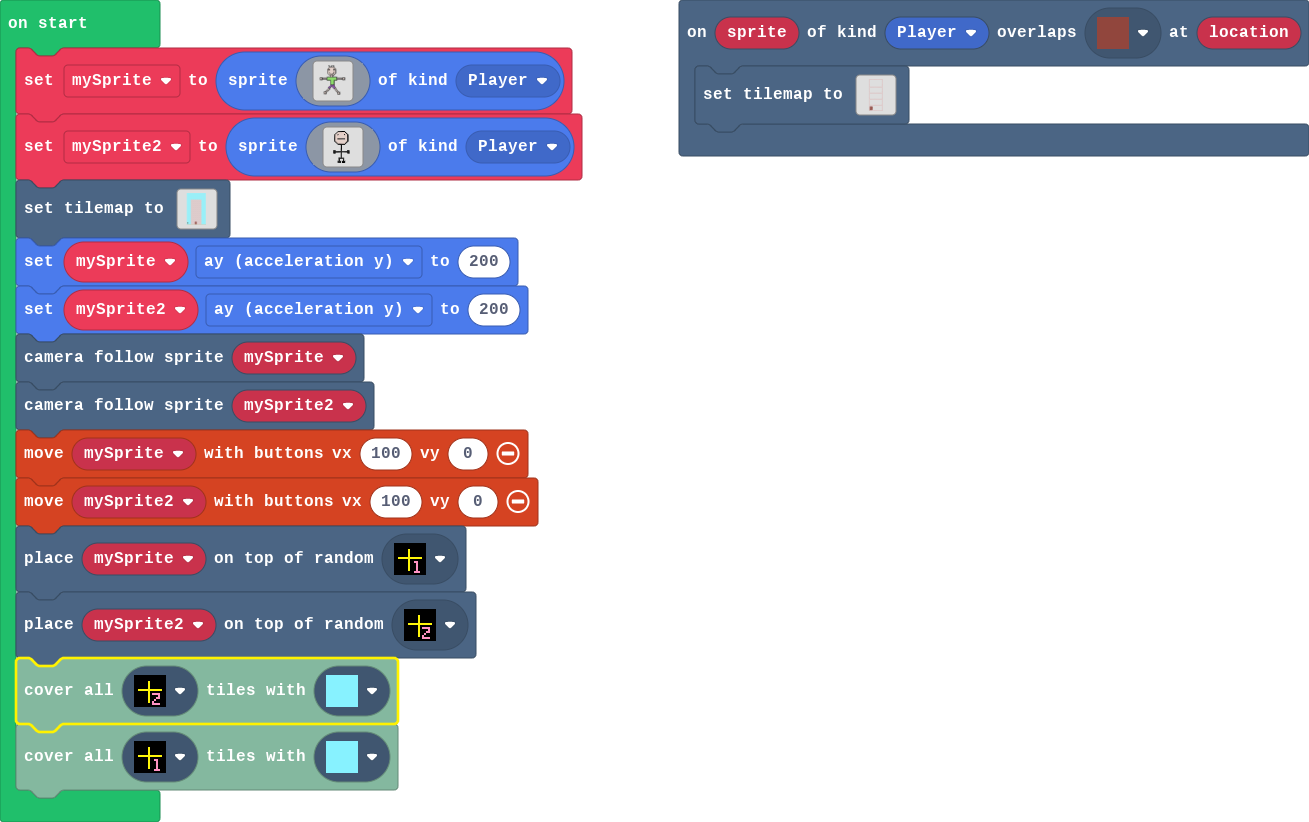 on start
set mySprite to sprite of kind Player
set mySprite2 to sprite of kind Player
set tilemap to
set mySprite ay (acceleration y) to 200
set mySprite2 ay (acceleration y) to 200
camera follow sprite mySprite
camera follow sprite mySprite2
move mySprite with buttons vx 100 vy 0
move mySprite2 with buttons vx 100 vy 0
place mySprite on top of random 1
place mySprite2 on top of random 2
cover all 2 tiles with
cover all 1 tiles with
on sprite of kind Player overlaps at location
set tilemap to